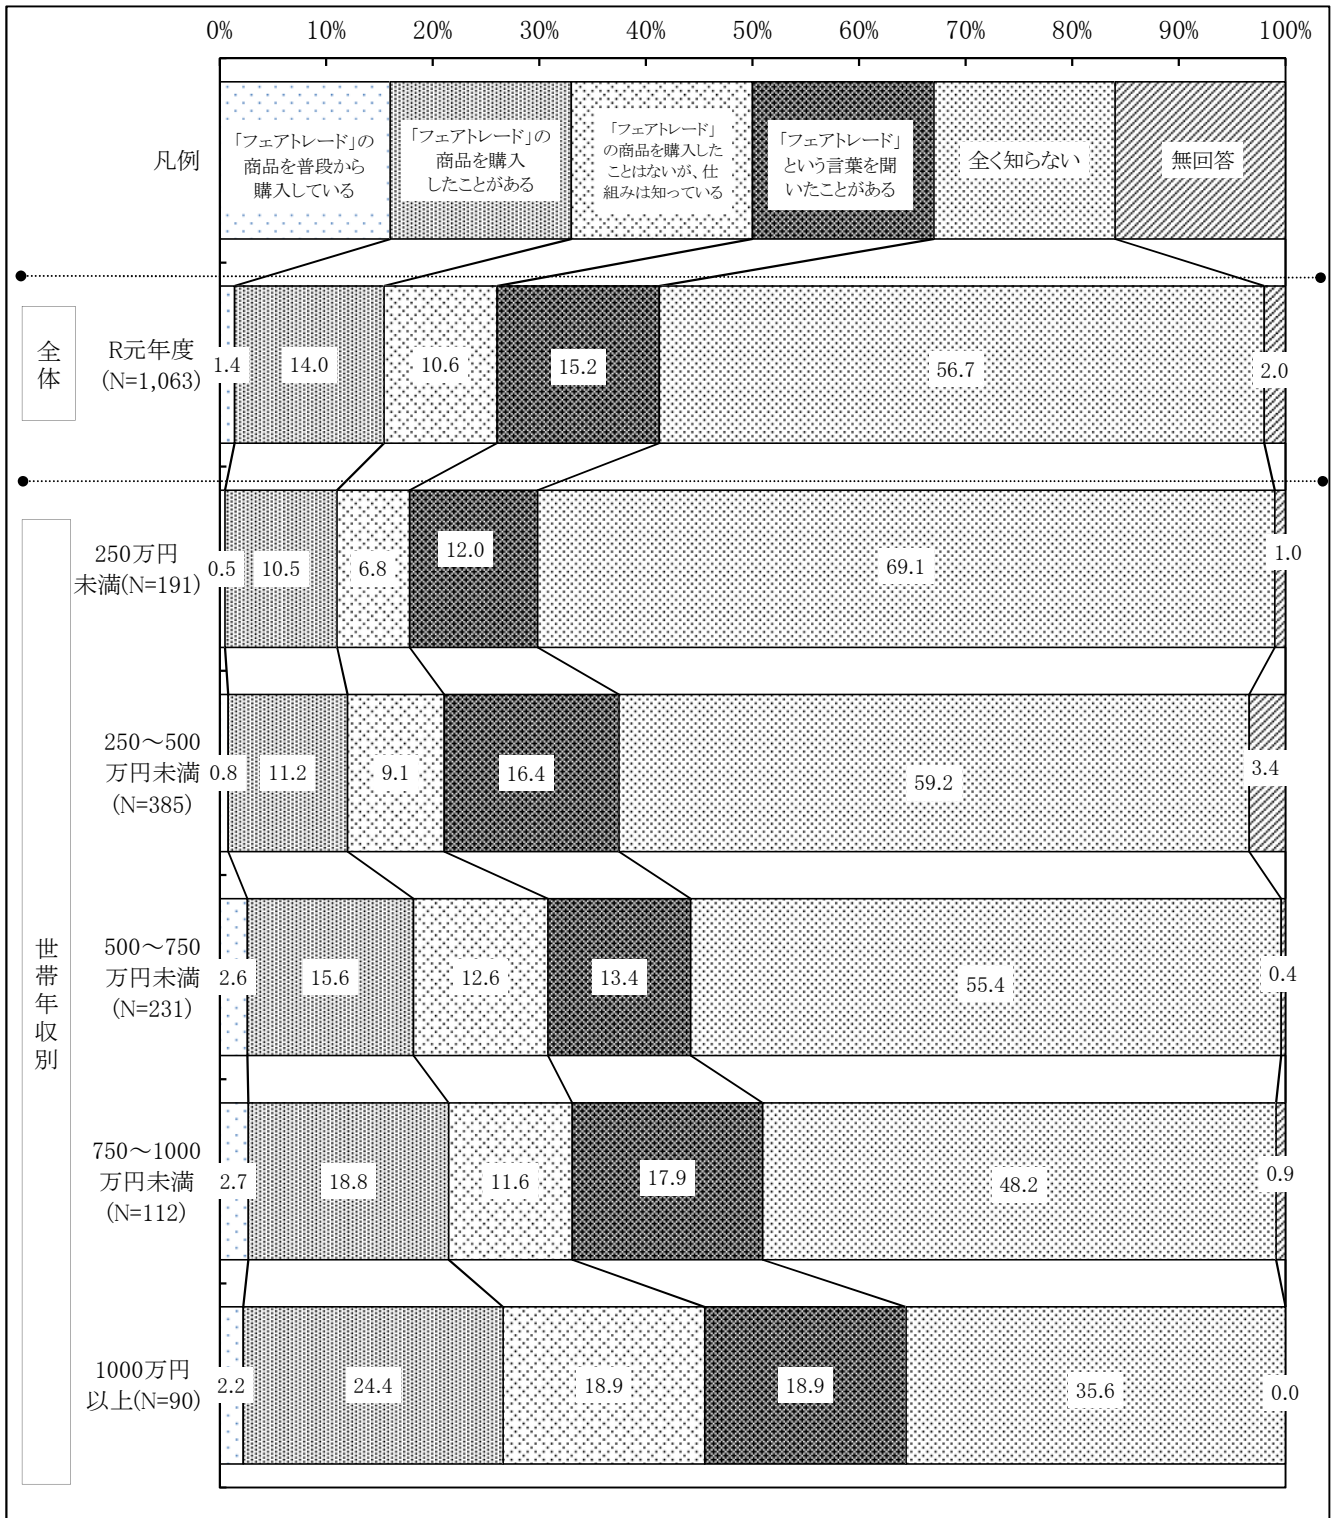 0% 10% 20% 30% 40% 50% 60% 70% 80% 90% 100%
凡例
「フェアトレード」の
商品を普段から
購入している
「フェアトレード」の
商品を購入
したことがある
「フェアトレード」
の商品を購入した
ことはないが、仕
組みは知っている
「フェアトレード」
という言葉を聞
いたことがある
全く知らない
無回答
全体
R元年度
(N=1,063)
1.4 14.0 10.6 15.2 56.7 2.0
世帯年収別
250万円
未満(N=191)
0.5 10.5 6.8 12.0 69.1 1.0
250～500
万円未満
(N=385)
0.8 11.2 9.1 16.4 59.2 3.4
500～750
万円未満
(N=231)
2.6 15.6 12.6 13.4 55.4 0.4
750～1000
万円未満
(N=112)
2.7 18.8 11.6 17.9 48.2 0.9
1000万円
以上(N=90)
2.2 24.4 18.9 18.9 35.6 0.0